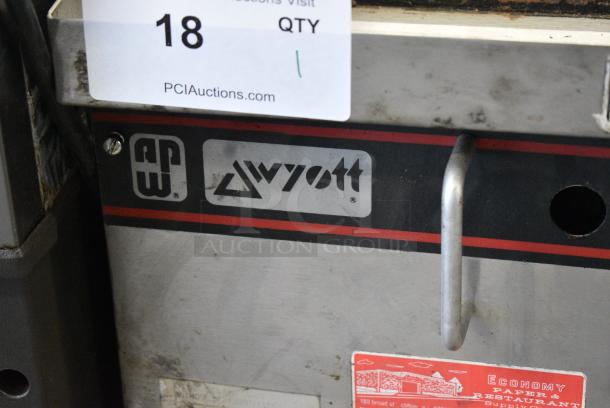 18
QTY
1
PCIAuctions.com
APW
®
Wyott
®
PCI
AUCTION GROUP
ECONOMY
PAPER &
RESTAURANT